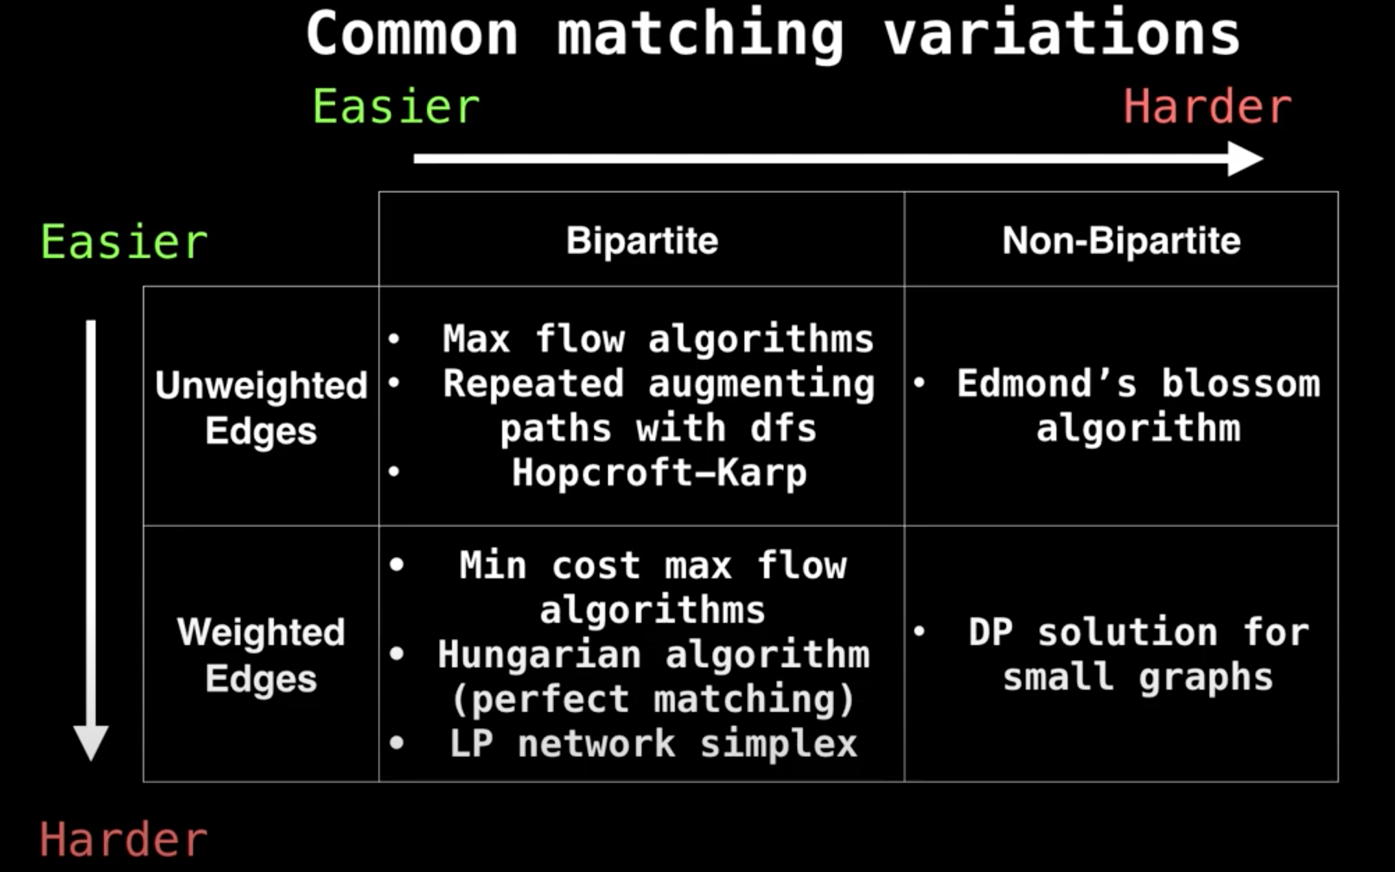 Common matching variations
Easier
Harder
Easier
Bipartite
Non-Bipartite
Unweighted
Edges
• Max flow algorithms
• Repeated augmenting
paths with dfs
• Hopcroft–Karp
• Edmond’s blossom
algorithm
Weighted
Edges
• Min cost max flow
algorithms
• Hungarian algorithm
(perfect matching)
• LP network simplex
• DP solution for
small graphs
Harder